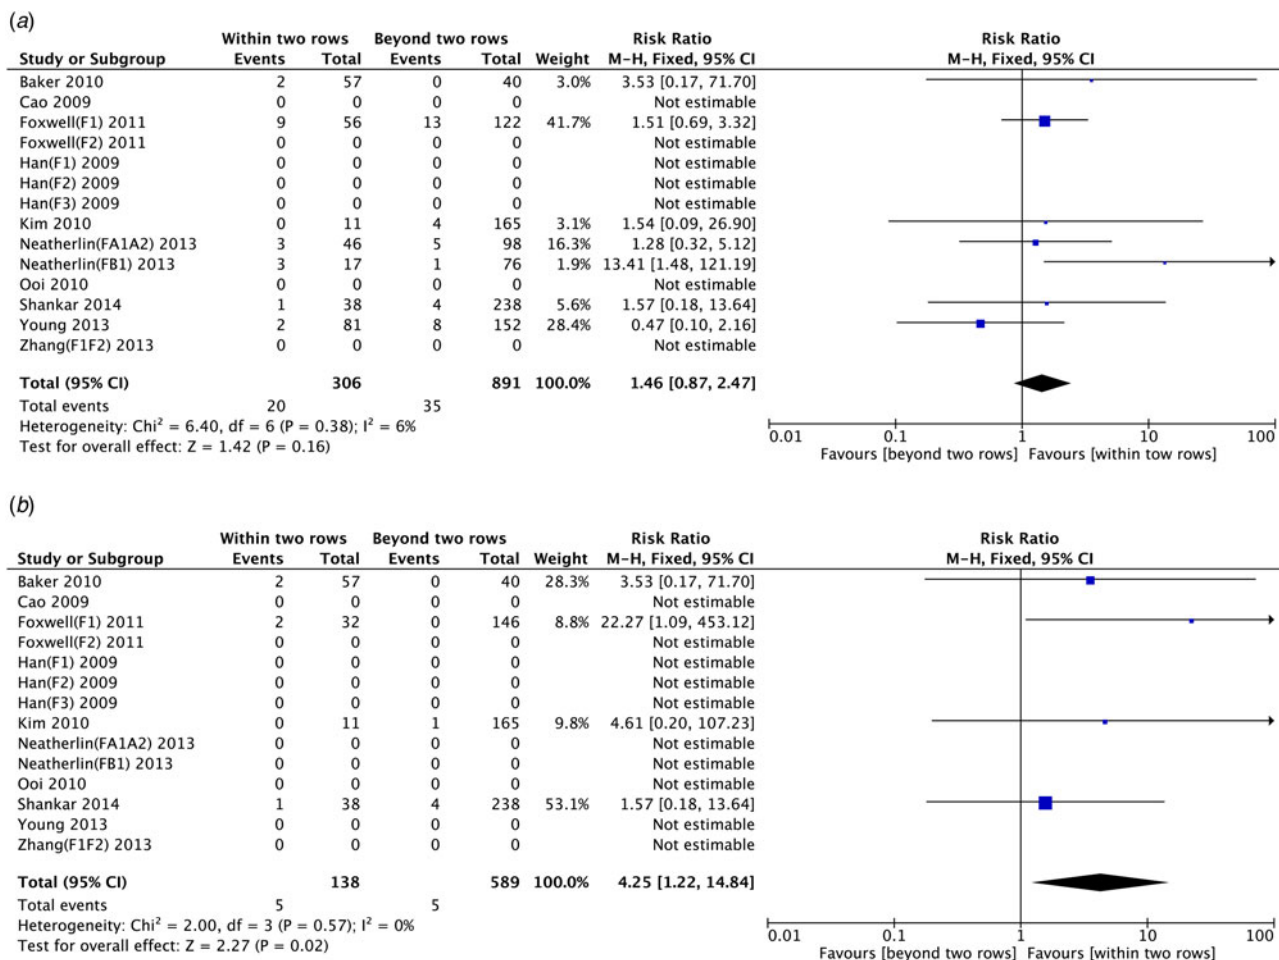 (a)
Within two rows Beyond two rows Risk Ratio Risk Ratio
Study or Subgroup Events Total Events Total Weight M-H, Fixed, 95% CI M-H, Fixed, 95% CI
Baker 2010 2 57 0 40 3.0% 3.53 [0.17, 71.70]
Cao 2009 0 0 0 0 Not estimable
Foxwell(F1) 2011 9 56 13 122 41.7% 1.51 [0.69, 3.32]
Foxwell(F2) 2011 0 0 0 0 Not estimable
Han(F1) 2009 0 0 0 0 Not estimable
Han(F2) 2009 0 0 0 0 Not estimable
Han(F3) 2009 0 0 0 0 Not estimable
Kim 2010 0 11 4 165 3.1% 1.54 [0.09, 26.90]
Neatherlin(FA1A2) 2013 3 46 5 98 16.3% 1.28 [0.32, 5.12]
Neatherlin(FB1) 2013 3 17 1 76 1.9% 13.41 [1.48, 121.19]
Ooi 2010 0 0 0 0 Not estimable
Shankar 2014 1 38 4 238 5.6% 1.57 [0.18, 13.64]
Young 2013 2 81 8 152 28.4% 0.47 [0.10, 2.16]
Zhang(F1F2) 2013 0 0 0 0 Not estimable
Total (95% CI) 306 891 100.0% 1.46 [0.87, 2.47]
Total events 20 35
Heterogeneity: Chi² = 6.40, df = 6 (P = 0.38); I² = 6%
Test for overall effect: Z = 1.42 (P = 0.16)
0.01 0.1 1 10 100
Favours [beyond two rows] Favours [within tow rows]
(b)
Within two rows Beyond two rows Risk Ratio Risk Ratio
Study or Subgroup Events Total Events Total Weight M-H, Fixed, 95% CI M-H, Fixed, 95% CI
Baker 2010 2 57 0 40 28.3% 3.53 [0.17, 71.70]
Cao 2009 0 0 0 0 Not estimable
Foxwell(F1) 2011 2 32 0 146 8.8% 22.27 [1.09, 453.12]
Foxwell(F2) 2011 0 0 0 0 Not estimable
Han(F1) 2009 0 0 0 0 Not estimable
Han(F2) 2009 0 0 0 0 Not estimable
Han(F3) 2009 0 0 0 0 Not estimable
Kim 2010 0 11 1 165 9.8% 4.61 [0.20, 107.23]
Neatherlin(FA1A2) 2013 0 0 0 0 Not estimable
Neatherlin(FB1) 2013 0 0 0 0 Not estimable
Ooi 2010 0 0 0 0 Not estimable
Shankar 2014 1 38 4 238 53.1% 1.57 [0.18, 13.64]
Young 2013 0 0 0 0 Not estimable
Zhang(F1F2) 2013 0 0 0 0 Not estimable
Total (95% CI) 138 589 100.0% 4.25 [1.22, 14.84]
Total events 5 5
Heterogeneity: Chi² = 2.00, df = 3 (P = 0.57); I² = 0%
Test for overall effect: Z = 2.27 (P = 0.02)
0.01 0.1 1 10 100
Favours [beyond two rows] Favours [within two rows]